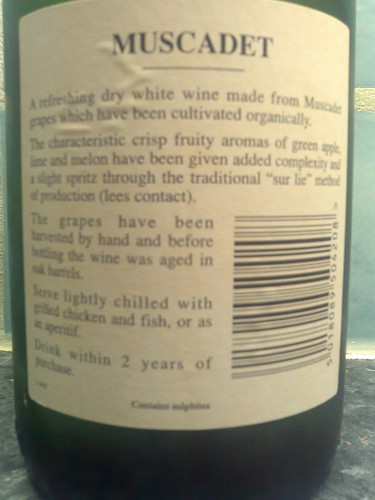 MUSCADET
A refreshing dry white wine made from Muscadet
grapes which have been cultivated organically.
The characteristic crisp fruity aromas of green apple,
lime and melon have been given added complexity and
a slight spritz through the traditional "sur lie" method
of production (lees contact).
The grapes have been
harvested by hand and before
bottling the wine was aged in
oak barrels.
Serve lightly chilled with
grilled chicken and fish, or as
an aperitif.
Drink within 2 years of
purchase.
Contains sulphites
5 018089 504208 >